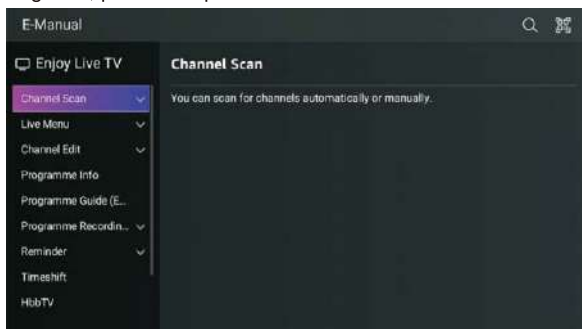 E-Manual
Enjoy Live TV
Channel Scan
Live Menu
Channel Edit
Programme Info
Programme Guide (E...
Programme Recordin...
Reminder
Timeshift
HbbTV
Channel Scan
You can scan for channels automatically or manually.